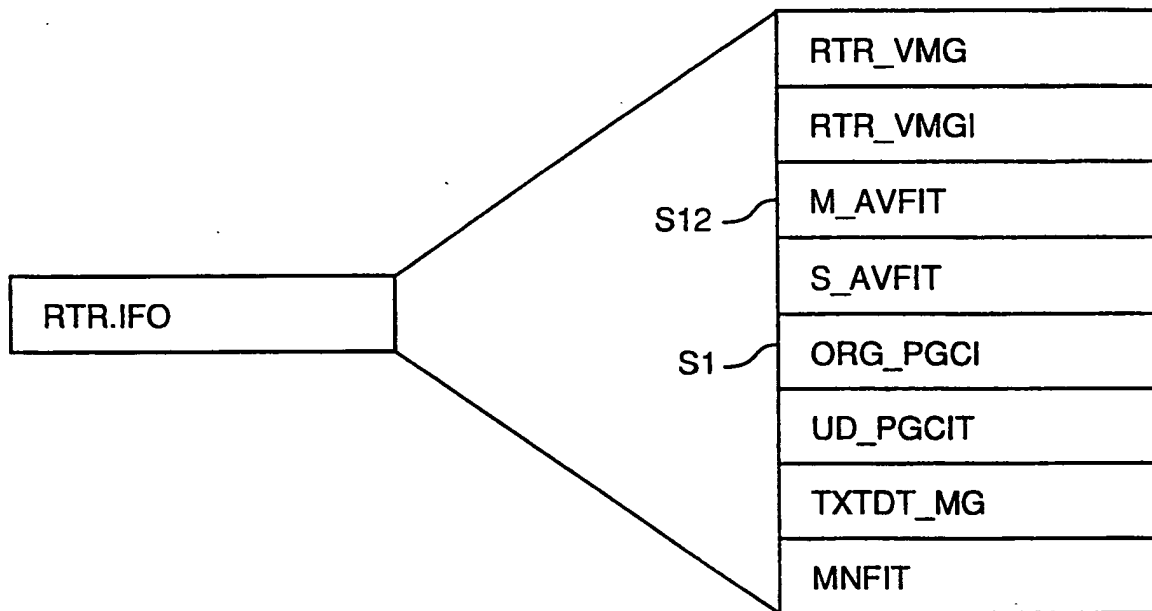 RTR_VMG
RTR_VMGI
S12
M_AVFIT
S_AVFIT
RTR.IFO
S1
ORG_PGCI
UD_PGCIT
TXTDT_MG
MNFIT